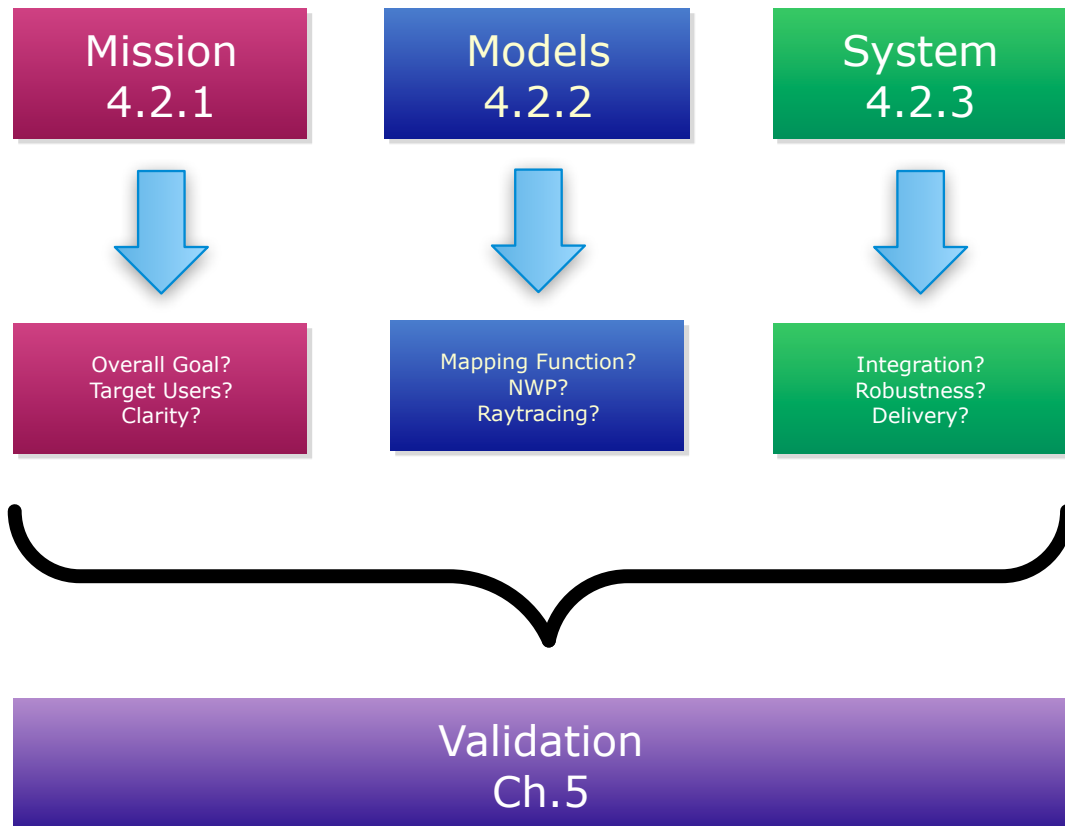 Mission
4.2.1
Models
4.2.2
System
4.2.3
Overall Goal?
Target Users?
Clarity?
Mapping Function?
NWP?
Raytracing?
Integration?
Robustness?
Delivery?
Validation
Ch.5